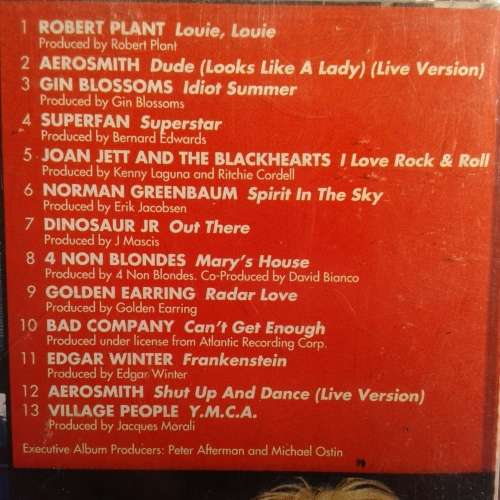 1 ROBERT PLANT Louie, Louie
Produced by Robert Plant
2 AEROSMITH Dude (Looks Like A Lady) (Live Version)
3 GIN BLOSSOMS Idiot Summer
Produced by Gin Blossoms
4 SUPERFAN Superstar
Produced by Bernard Edwards
5 JOAN JETT AND THE BLACKHEARTS I Love Rock & Roll
Produced by Kenny Laguna and Ritchie Cordell
6 NORMAN GREENBAUM Spirit In The Sky
Produced by Erik Jacobsen
7 DINOSAUR JR Out There
Produced by J Mascis
8 4 NON BLONDES Mary's House
Produced by 4 Non Blondes. Co-Produced by David Bianco
9 GOLDEN EARRING Radar Love
Produced by Golden Earring
10 BAD COMPANY Can't Get Enough
Produced under license from Atlantic Recording Corp.
11 EDGAR WINTER Frankenstein
Produced by Edgar Winter
12 AEROSMITH Shut Up And Dance (Live Version)
13 VILLAGE PEOPLE Y.M.C.A.
Produced by Jacques Morali
Executive Album Producers: Peter Afterman and Michael Ostin